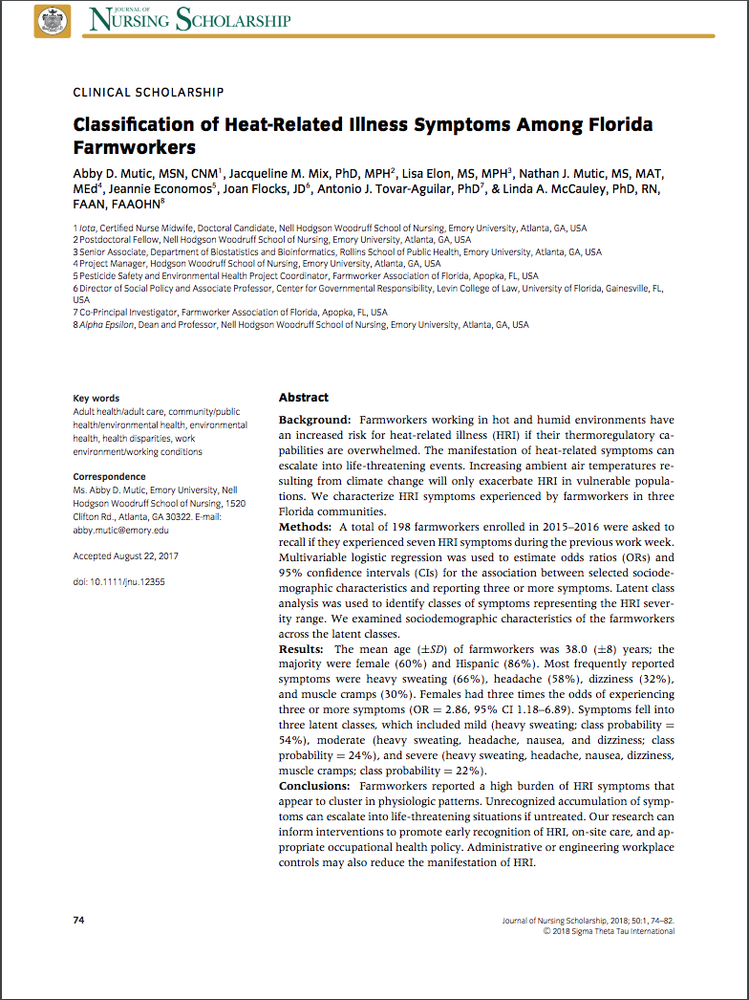 JOURNAL OF
NURSING SCHOLARSHIP
CLINICAL SCHOLARSHIP
Classification of Heat-Related Illness Symptoms Among Florida
Farmworkers
Abby D. Mutic, MSN, CNM1, Jacqueline M. Mix, PhD, MPH2, Lisa Elon, MS, MPH3, Nathan J. Mutic, MS, MAT,
MEd4, Jeannie Economos5, Joan Flocks, JD6, Antonio J. Tovar-Aguilar, PhD7, & Linda A. McCauley, PhD, RN,
FAAN, FAAOHN8
1 Iota, Certified Nurse Midwife, Doctoral Candidate, Nell Hodgson Woodruff School of Nursing, Emory University, Atlanta, GA, USA
2 Postdoctoral Fellow, Nell Hodgson Woodruff School of Nursing, Emory University, Atlanta, GA, USA
3 Senior Associate, Department of Biostatistics and Bioinformatics, Rollins School of Public Health, Emory University, Atlanta, GA, USA
4 Project Manager, Hodgson Woodruff School of Nursing, Emory University, Atlanta, GA, USA
5 Pesticide Safety and Environmental Health Project Coordinator, Farmworker Association of Florida, Apopka, FL, USA
6 Director of Social Policy and Associate Professor, Center for Governmental Responsibility, Levin College of Law, University of Florida, Gainesville, FL,
USA
7 Co-Principal Investigator, Farmworker Association of Florida, Apopka, FL, USA
8 Alpha Epsilon, Dean and Professor, Nell Hodgson Woodruff School of Nursing, Emory University, Atlanta, GA, USA
Key words
Adult health/adult care, community/public
health/environmental health, environmental
health, health disparities, work
environment/working conditions
Correspondence
Ms. Abby D. Mutic, Emory University, Nell
Hodgson Woodruff School of Nursing, 1520
Clifton Rd., Atlanta, GA 30322. E-mail:
abby.mutic@emory.edu
Accepted August 22, 2017
doi: 10.1111/jnu.12355
Abstract
Background: Farmworkers working in hot and humid environments have
an increased risk for heat-related illness (HRI) if their thermoregulatory ca-
pabilities are overwhelmed. The manifestation of heat-related symptoms can
escalate into life-threatening events. Increasing ambient air temperatures re-
sulting from climate change will only exacerbate HRI in vulnerable popula-
tions. We characterize HRI symptoms experienced by farmworkers in three
Florida communities.
Methods: A total of 198 farmworkers enrolled in 2015–2016 were asked to
recall if they experienced seven HRI symptoms during the previous work week.
Multivariable logistic regression was used to estimate odds ratios (ORs) and
95% confidence intervals (CIs) for the association between selected sociode-
mographic characteristics and reporting three or more symptoms. Latent class
analysis was used to identify classes of symptoms representing the HRI sever-
ity range. We examined sociodemographic characteristics of the farmworkers
across the latent classes.
Results: The mean age (±SD) of farmworkers was 38.0 (±8) years; the
majority were female (60%) and Hispanic (86%). Most frequently reported
symptoms were heavy sweating (66%), headache (58%), dizziness (32%),
and muscle cramps (30%). Females had three times the odds of experiencing
three or more symptoms (OR = 2.86, 95% CI 1.18–6.89). Symptoms fell into
three latent classes, which included mild (heavy sweating; class probability =
54%), moderate (heavy sweating, headache, nausea, and dizziness; class
probability = 24%), and severe (heavy sweating, headache, nausea, dizziness,
muscle cramps; class probability = 22%).
Conclusions: Farmworkers reported a high burden of HRI symptoms that
appear to cluster in physiologic patterns. Unrecognized accumulation of symp-
toms can escalate into life-threatening situations if untreated. Our research can
inform interventions to promote early recognition of HRI, on-site care, and ap-
propriate occupational health policy. Administrative or engineering workplace
controls may also reduce the manifestation of HRI.
74
Journal of Nursing Scholarship, 2018; 50:1, 74–82.
© 2018 Sigma Theta Tau International